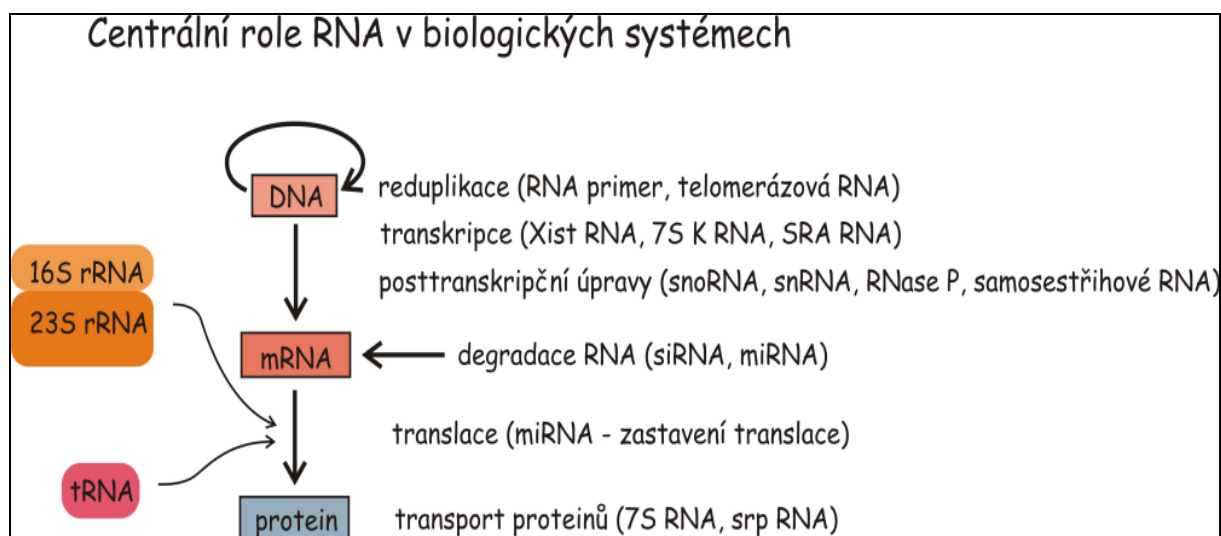 Centrální role RNA v biologických systémech
DNA
reduplikace (RNA primer, telomerázová RNA)
transkripce (Xist RNA, 7S K RNA, SRA RNA)
posttranskripční úpravy (snoRNA, snRNA, RNase P, samosestřihové RNA)
16S rRNA
23S rRNA
mRNA
degradace RNA (siRNA, miRNA)
translace (miRNA - zastavení translace)
tRNA
protein
transport proteinů (7S RNA, srp RNA)